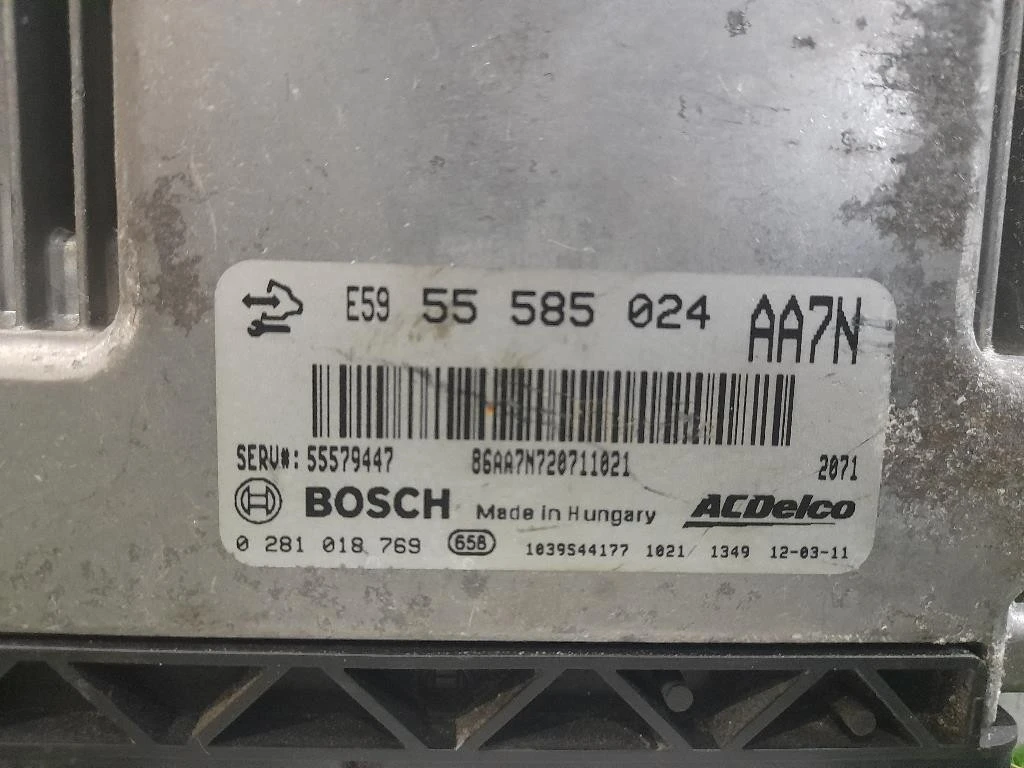 E59 55 585 024 AA7N
SERV#: 55579447 86AA7N720711021 2071
BOSCH Made in Hungary ACDelco
0 281 018 769 658 1039S44177 1021 1349 12-03-11